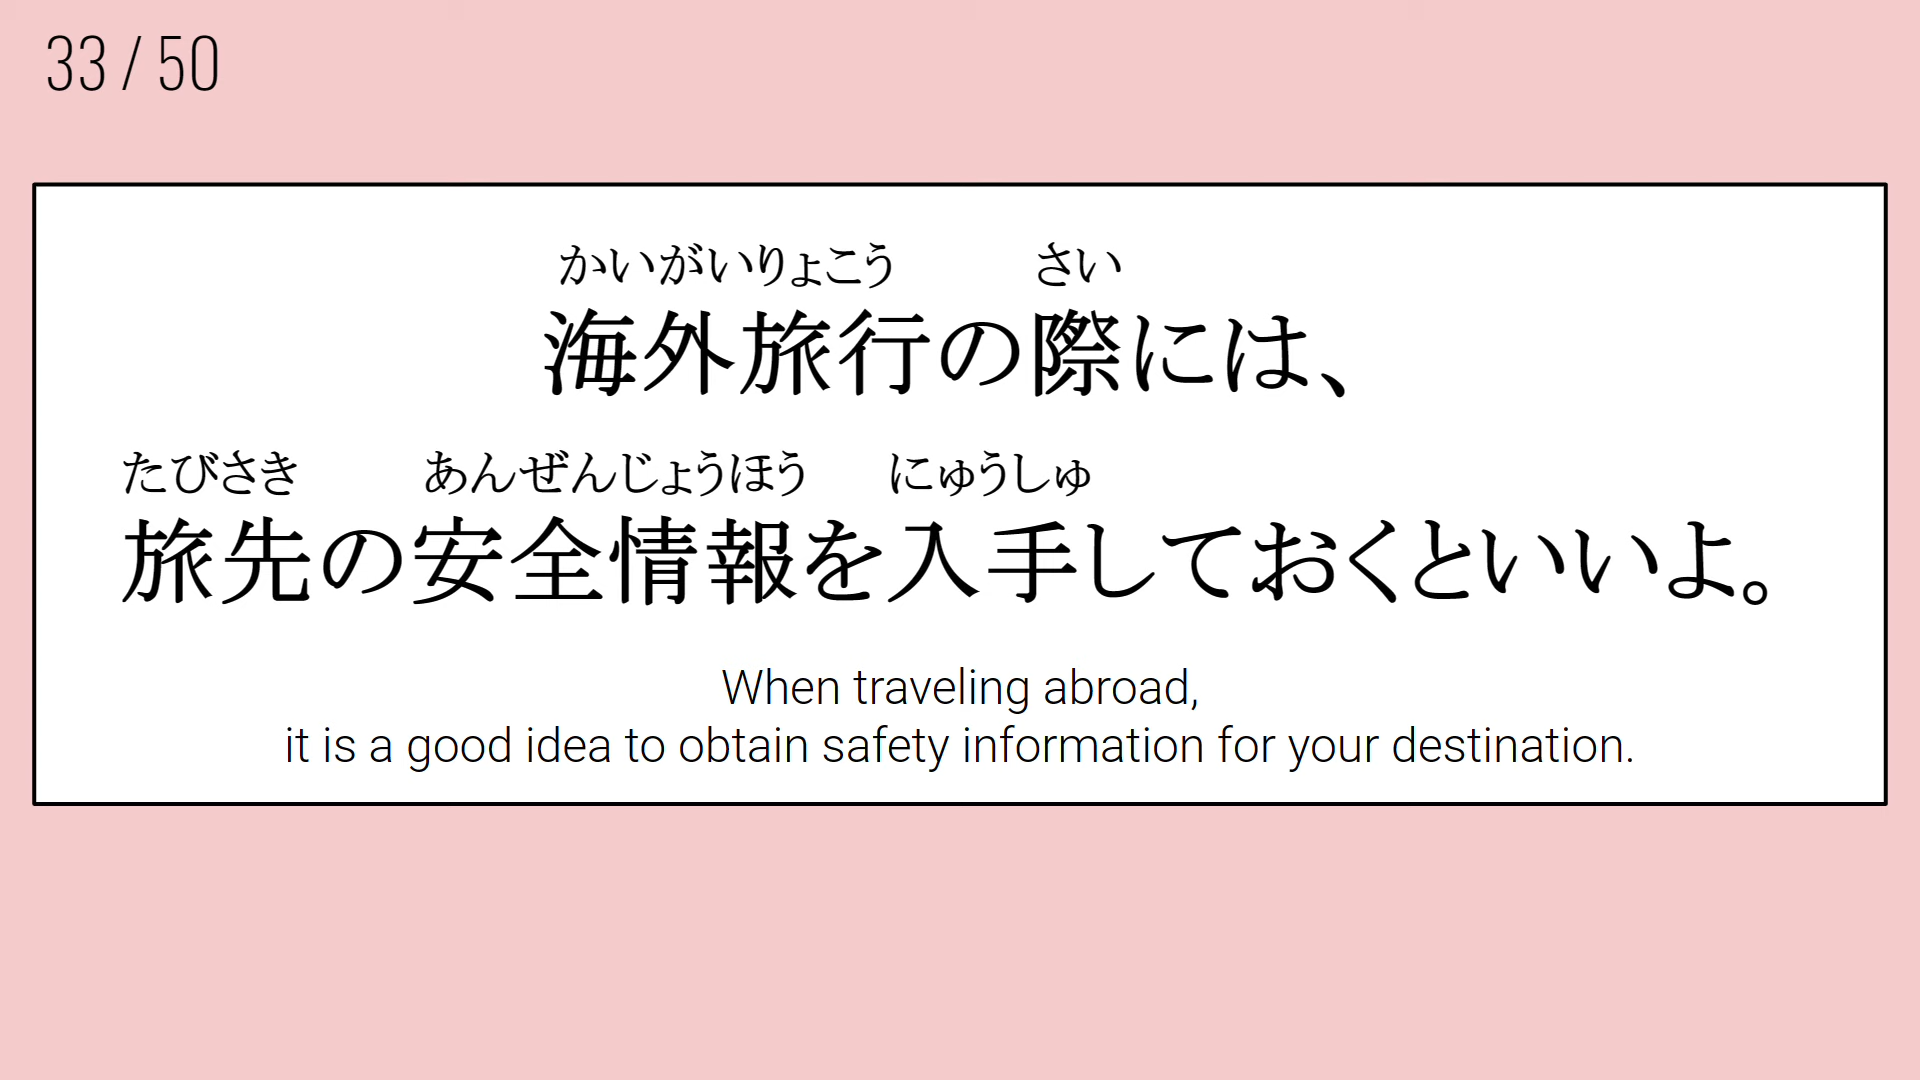 33 / 50
かいがいりょこう さい
海外旅行の際には、
たびさき あんぜんじょうほう にゅうしゅ
旅先の安全情報を入手しておくといいよ。
When traveling abroad,
it is a good idea to obtain safety information for your destination.